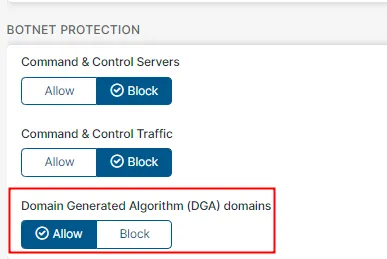 BOTNET PROTECTION
Command & Control Servers
Allow Block
Command & Control Traffic
Allow Block
Domain Generated Algorithm (DGA) domains
Allow Block